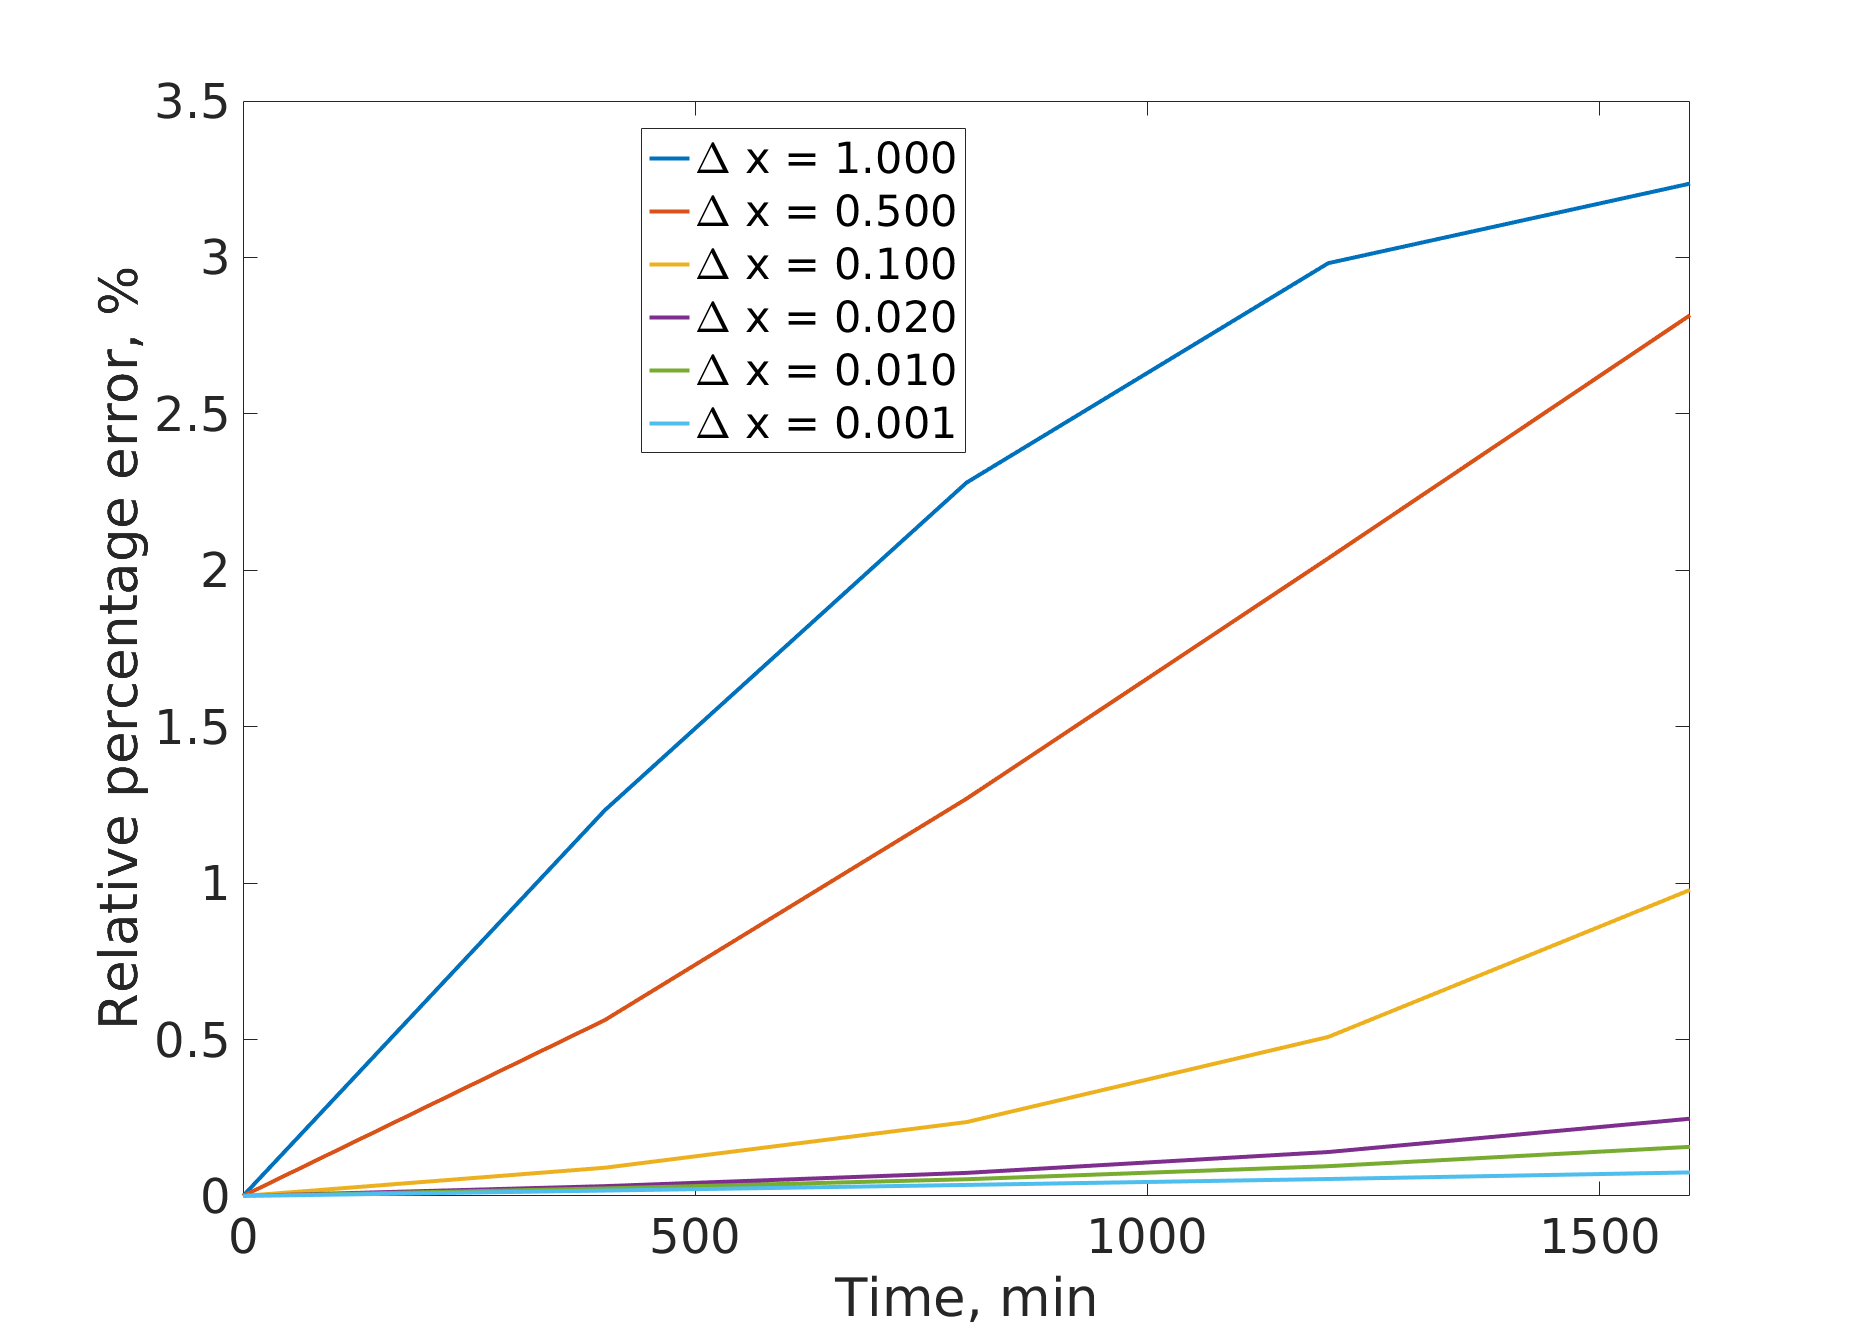 3.5
3
2.5
2
1.5
1
0.5
0
Relative percentage error, %
Δ x = 1.000
Δ x = 0.500
Δ x = 0.100
Δ x = 0.020
Δ x = 0.010
Δ x = 0.001
0 500 1000 1500
Time, min